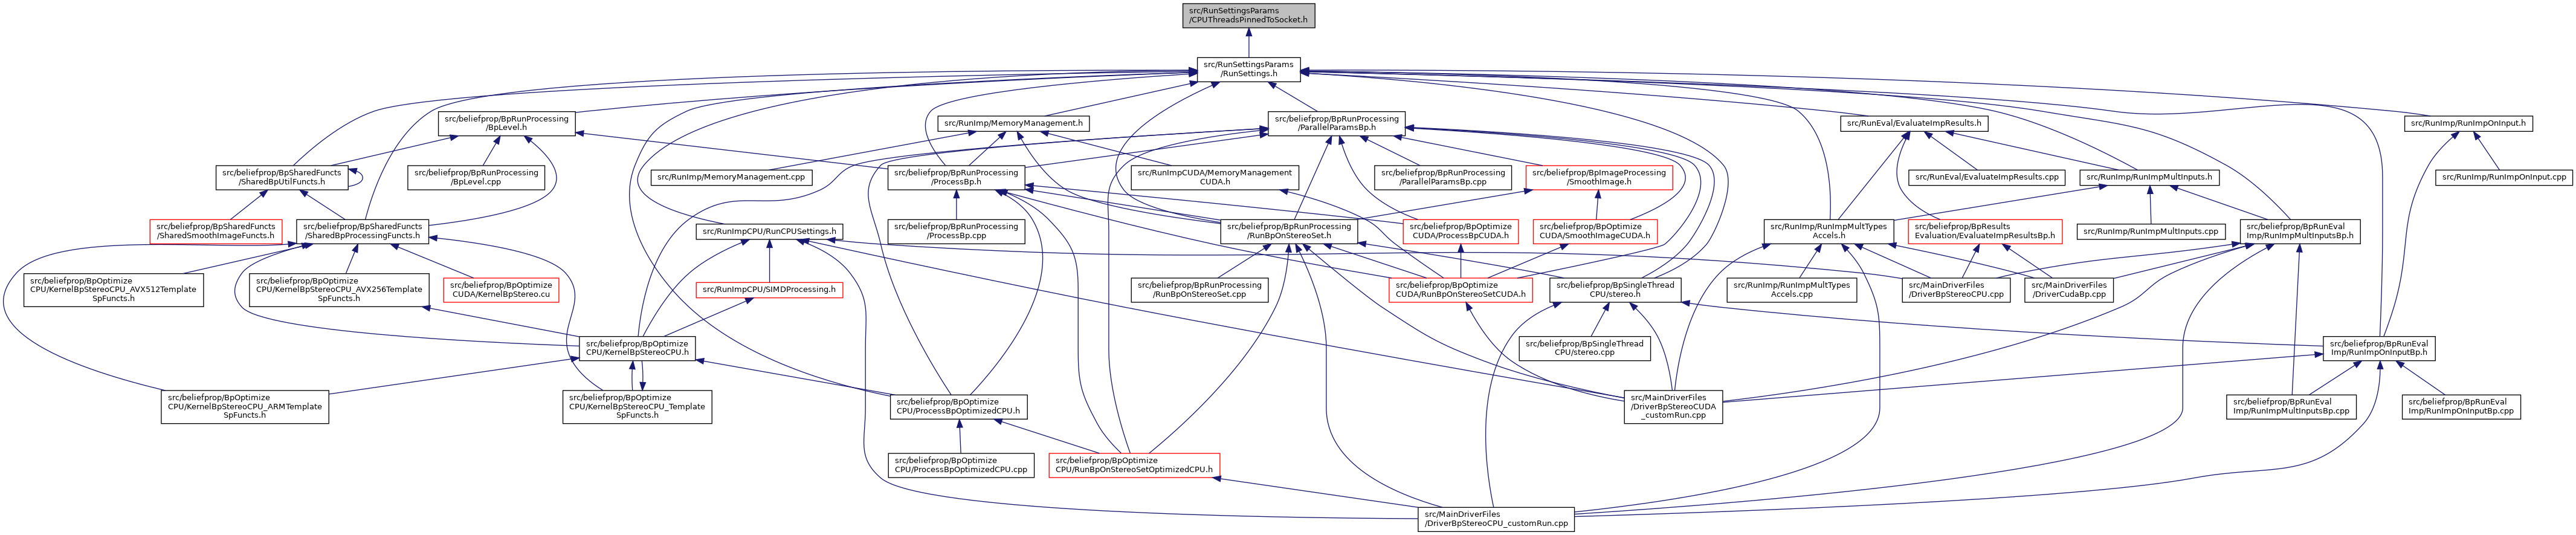 src/RunSettingsParams
/CPUThreadsPinnedToSocket.h
src/RunSettingsParams
/RunSettings.h
src/beliefprop/BpRunProcessing
/BpLevel.h
src/RunImp/MemoryManagement.h
src/beliefprop/BpRunProcessing
/ParallelParamsBp.h
src/RunEval/EvaluateImpResults.h
src/RunImp/RunImpOnInput.h
src/beliefprop/BpSharedFuncts
/SharedBpUtilFuncts.h
src/beliefprop/BpRunProcessing
/BpLevel.cpp
src/RunImp/MemoryManagement.cpp
src/beliefprop/BpRunProcessing
/ProcessBp.h
src/RunImpCUDA/MemoryManagement
CUDA.h
src/beliefprop/BpRunProcessing
/ParallelParamsBp.cpp
src/beliefprop/BpImageProcessing
/SmoothImage.h
src/RunEval/EvaluateImpResults.cpp
src/RunImp/RunImpMultInputs.h
src/RunImp/RunImpOnInput.cpp
src/beliefprop/BpSharedFuncts
/SharedSmoothImageFuncts.h
src/beliefprop/BpSharedFuncts
/SharedBpProcessingFuncts.h
src/RunImpCPU/RunCPUSettings.h
src/beliefprop/BpRunProcessing
/ProcessBp.cpp
src/beliefprop/BpRunProcessing
/RunBpOnStereoSet.h
src/beliefprop/BpOptimize
CUDA/ProcessBpCUDA.h
src/beliefprop/BpOptimize
CUDA/SmoothImageCUDA.h
src/RunImp/RunImpMultTypes
Accels.h
src/beliefprop/BpResults
Evaluation/EvaluateImpResultsBp.h
src/RunImp/RunImpMultInputs.cpp
src/beliefprop/BpRunEval
Imp/RunImpMultInputsBp.h
src/beliefprop/BpOptimize
CPU/KernelBpStereoCPU_AVX512Template
SpFuncts.h
src/beliefprop/BpOptimize
CPU/KernelBpStereoCPU_AVX256Template
SpFuncts.h
src/beliefprop/BpOptimize
CUDA/KernelBpStereo.cu
src/RunImpCPU/SIMDProcessing.h
src/beliefprop/BpRunProcessing
/RunBpOnStereoSet.cpp
src/beliefprop/BpOptimize
CUDA/RunBpOnStereoSetCUDA.h
src/beliefprop/BpSingleThread
CPU/stereo.h
src/RunImp/RunImpMultTypes
Accels.cpp
src/MainDriverFiles
/DriverBpStereoCPU.cpp
src/MainDriverFiles
/DriverCudaBp.cpp
src/beliefprop/BpOptimize
CPU/KernelBpStereoCPU.h
src/beliefprop/BpSingleThread
CPU/stereo.cpp
src/beliefprop/BpRunEval
Imp/RunImpOnInputBp.h
src/beliefprop/BpOptimize
CPU/KernelBpStereoCPU_ARMTemplate
SpFuncts.h
src/beliefprop/BpOptimize
CPU/KernelBpStereoCPU_Template
SpFuncts.h
src/beliefprop/BpOptimize
CPU/ProcessBpOptimizedCPU.h
src/MainDriverFiles
/DriverBpStereoCUDA
_customRun.cpp
src/beliefprop/BpRunEval
Imp/RunImpMultInputsBp.cpp
src/beliefprop/BpRunEval
Imp/RunImpOnInputBp.cpp
src/beliefprop/BpOptimize
CPU/ProcessBpOptimizedCPU.cpp
src/beliefprop/BpOptimize
CPU/RunBpOnStereoSetOptimizedCPU.h
src/MainDriverFiles
/DriverBpStereoCPU_customRun.cpp